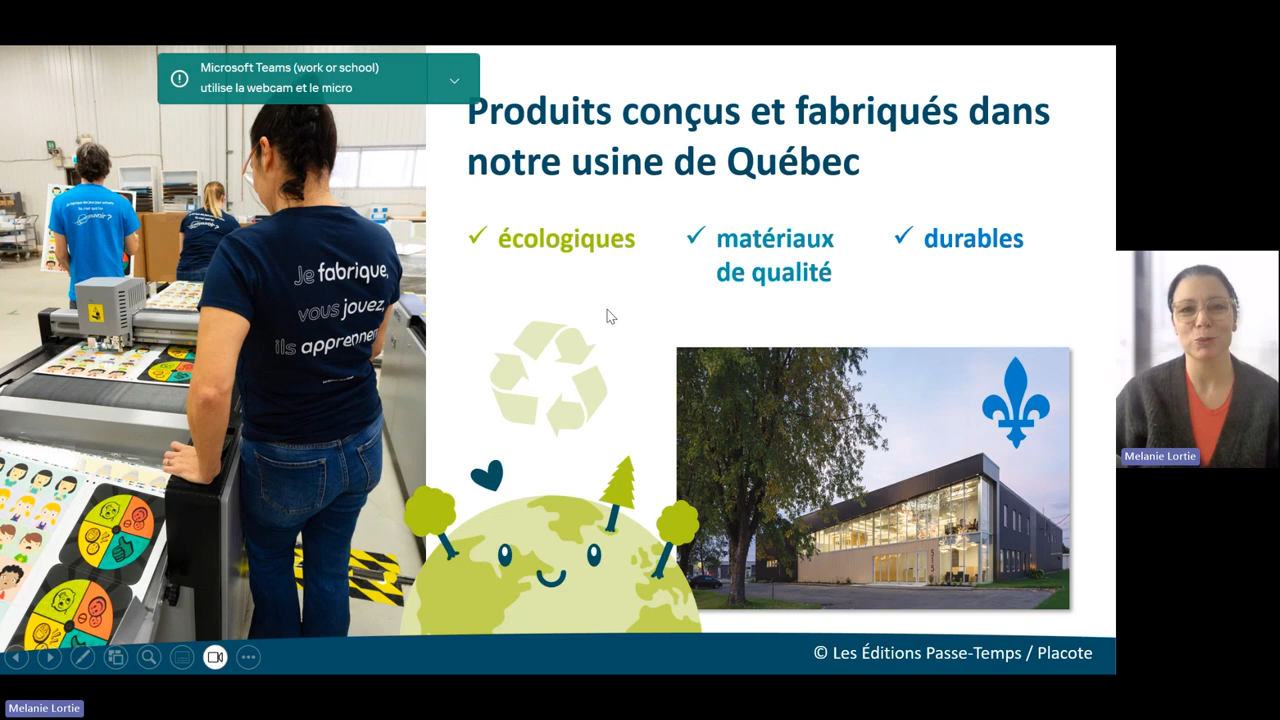 Microsoft Teams (work or school)
utilise la webcam et le micro
Produits conçus et fabriqués dans
notre usine de Québec
✓ écologiques
✓ matériaux
de qualité
✓ durables
Je fabrique,
vous jouez,
ils apprennent
5175
Melanie Lortie
© Les Éditions Passe-Temps / Placote
Melanie Lortie